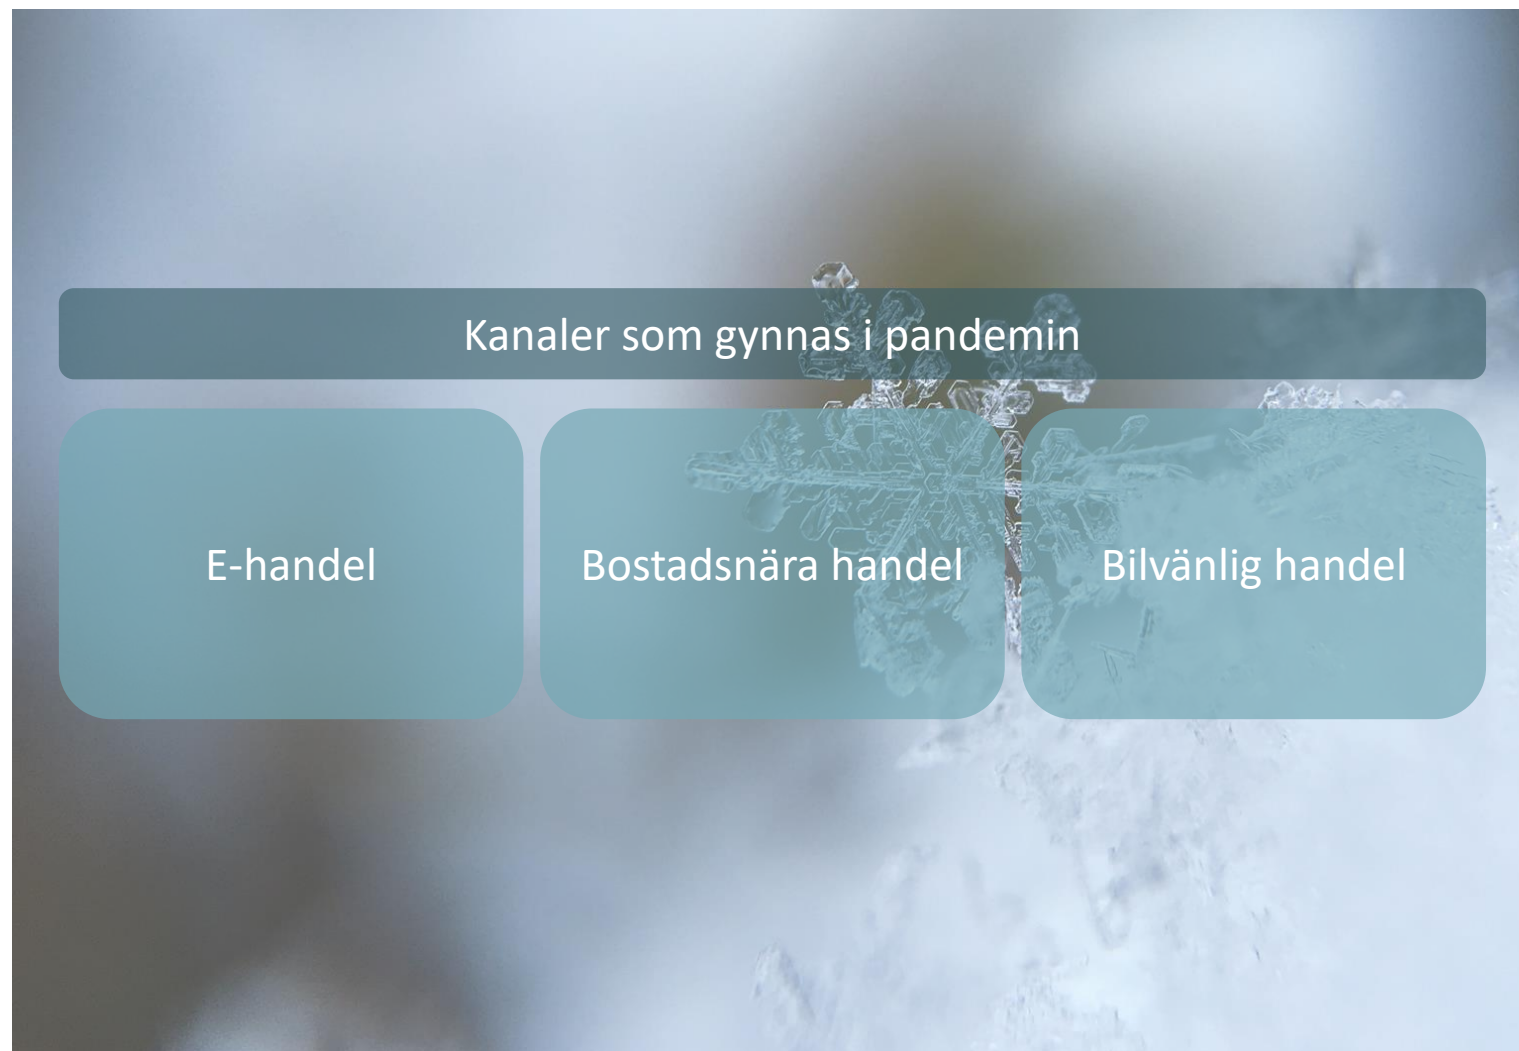 Kanaler som gynnas i pandemin
E-handel
Bostadsnära handel
Bilvänlig handel